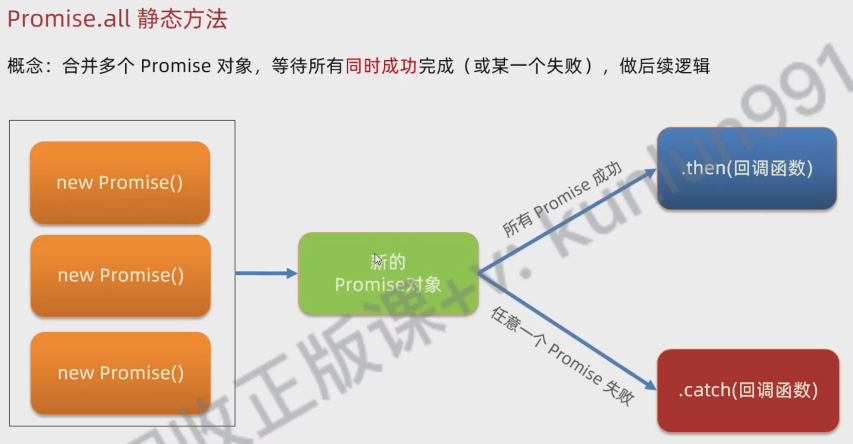 Promise.all 静态方法
概念：合并多个 Promise 对象，等待所有同时成功完成（或某一个失败），做后续逻辑
new Promise()
new Promise()
new Promise()
新的
Promise对象
所有 Promise 成功
任意一个 Promise 失败
.then(回调函数)
.catch(回调函数)
收正版课+v: kunlun991